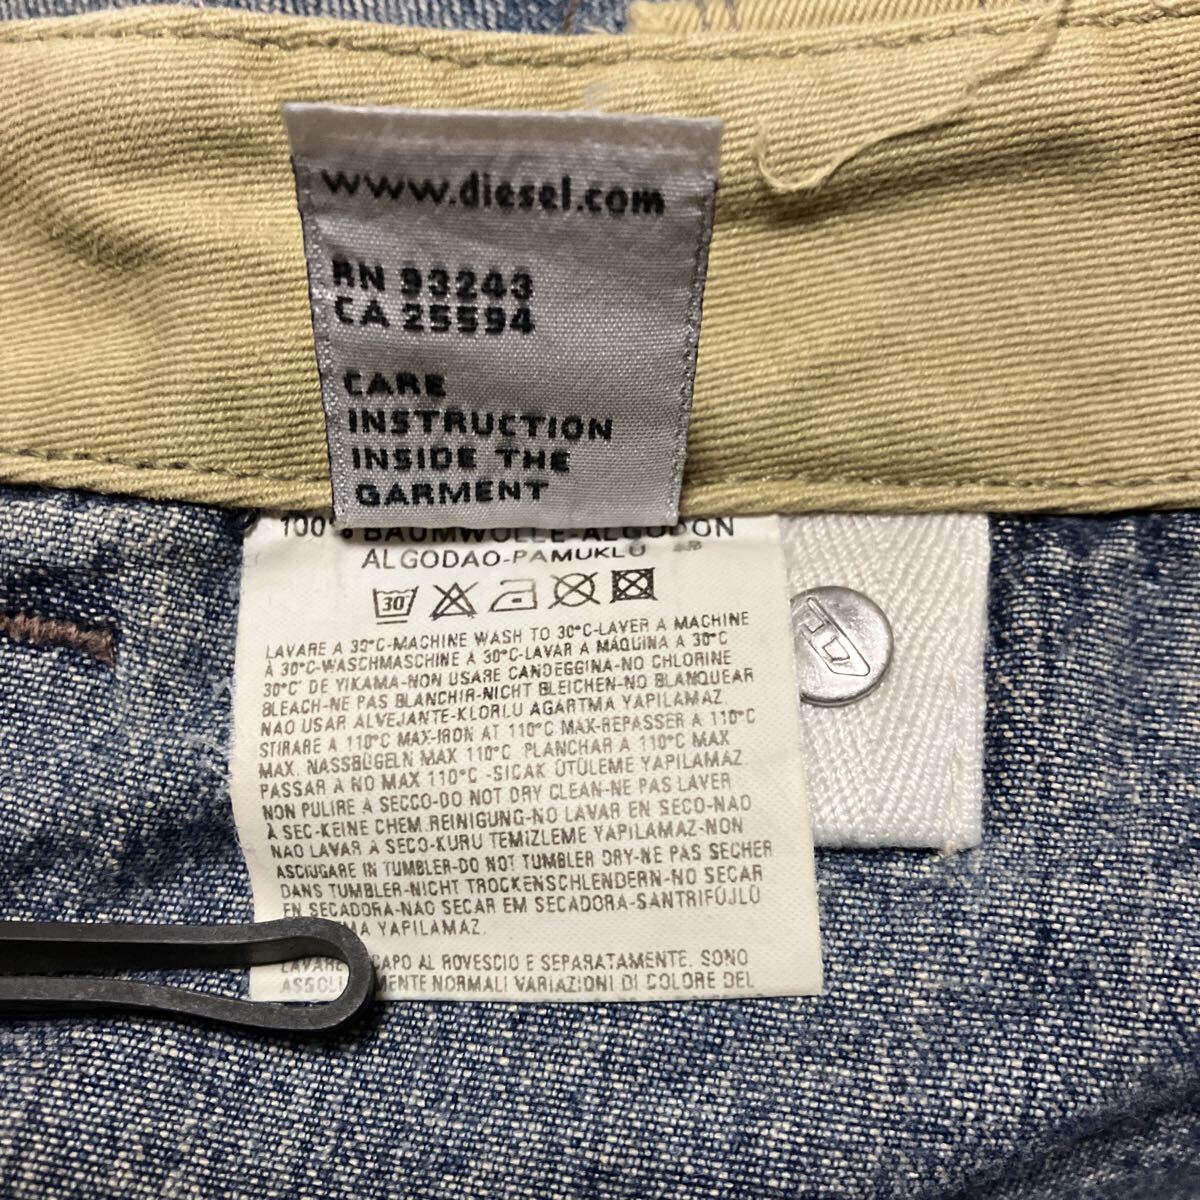 www.diesel.com
RN 93243
CA 25594
CARE
INSTRUCTION
INSIDE THE
GARMENT
100% BAUMWOLLE-ALGODON
ALGODAO-PAMUKLU
30
LAVARE A 30°C-MACHINE WASH TO 30°C-LAVER A MACHINE
À 30°C-WASCHMASCHINE A 30°C-LAVAR A MÁQUINA A 30°C
30°C' DE YIKAMA-NON USARE CANDEGGINA-NO CHLORINE
BLEACH-NE PAS BLANCHIR-NICHT BLEICHEN-NO BLANQUEAR
NAO USAR ALVEJANTE-KLORLU AGARTMA YAPILAMAZ
STIRARE A 110°C MAX-IRON AT 110°C MAX-REPASSER A 110°C
MAX. NASSBÜGELN MAX 110°C PLANCHAR A 110°C MAX
PASSAR A NO MAX 110°C -SICAK ÜTÜLEME YAPILAMAZ
NON PULIRE A SECCO-DO NOT DRY CLEAN-NE PAS LAVER
À SEC-KEINE CHEM.REINIGUNG-NO LAVAR EN SECO-NAO
NAO LAVAR A SECO-KURU TEMIZLEME YAPILAMAZ-NON
ASCIUGARE IN TUMBLER-DO NOT TUMBLER DRY-NE PAS SECHER
DANS TUMBLER-NICHT TROCKENSCHLENDERN-NO SECAR
EN SECADORA-NAO SECAR EM SECADORA-SANTRIFÜJLÜ
YAPILAMAZ.
LAVARE CAPO AL ROVESCIO E SEPARATAMENTE. SONO
NORMALI VARIAZIONI DI COLORE DEL